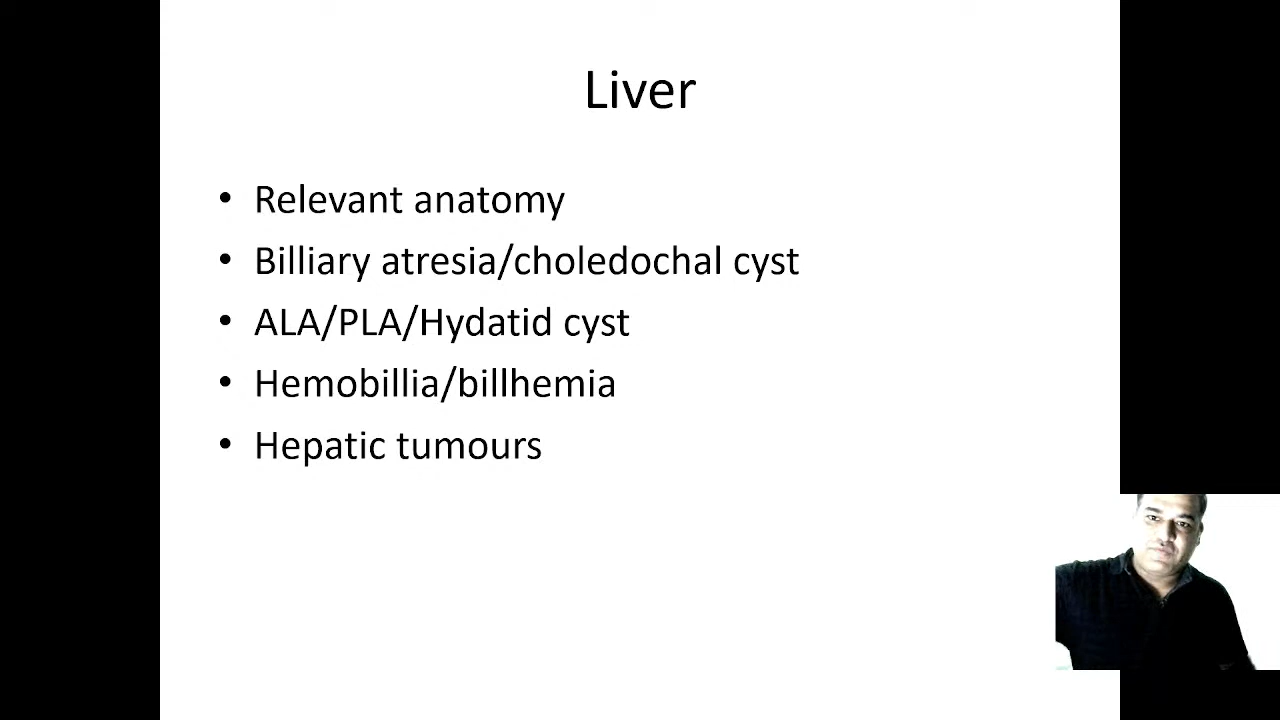 Liver
• Relevant anatomy
• Billiary atresia/choledochal cyst
• ALA/PLA/Hydatid cyst
• Hemobillia/billhemia
• Hepatic tumours